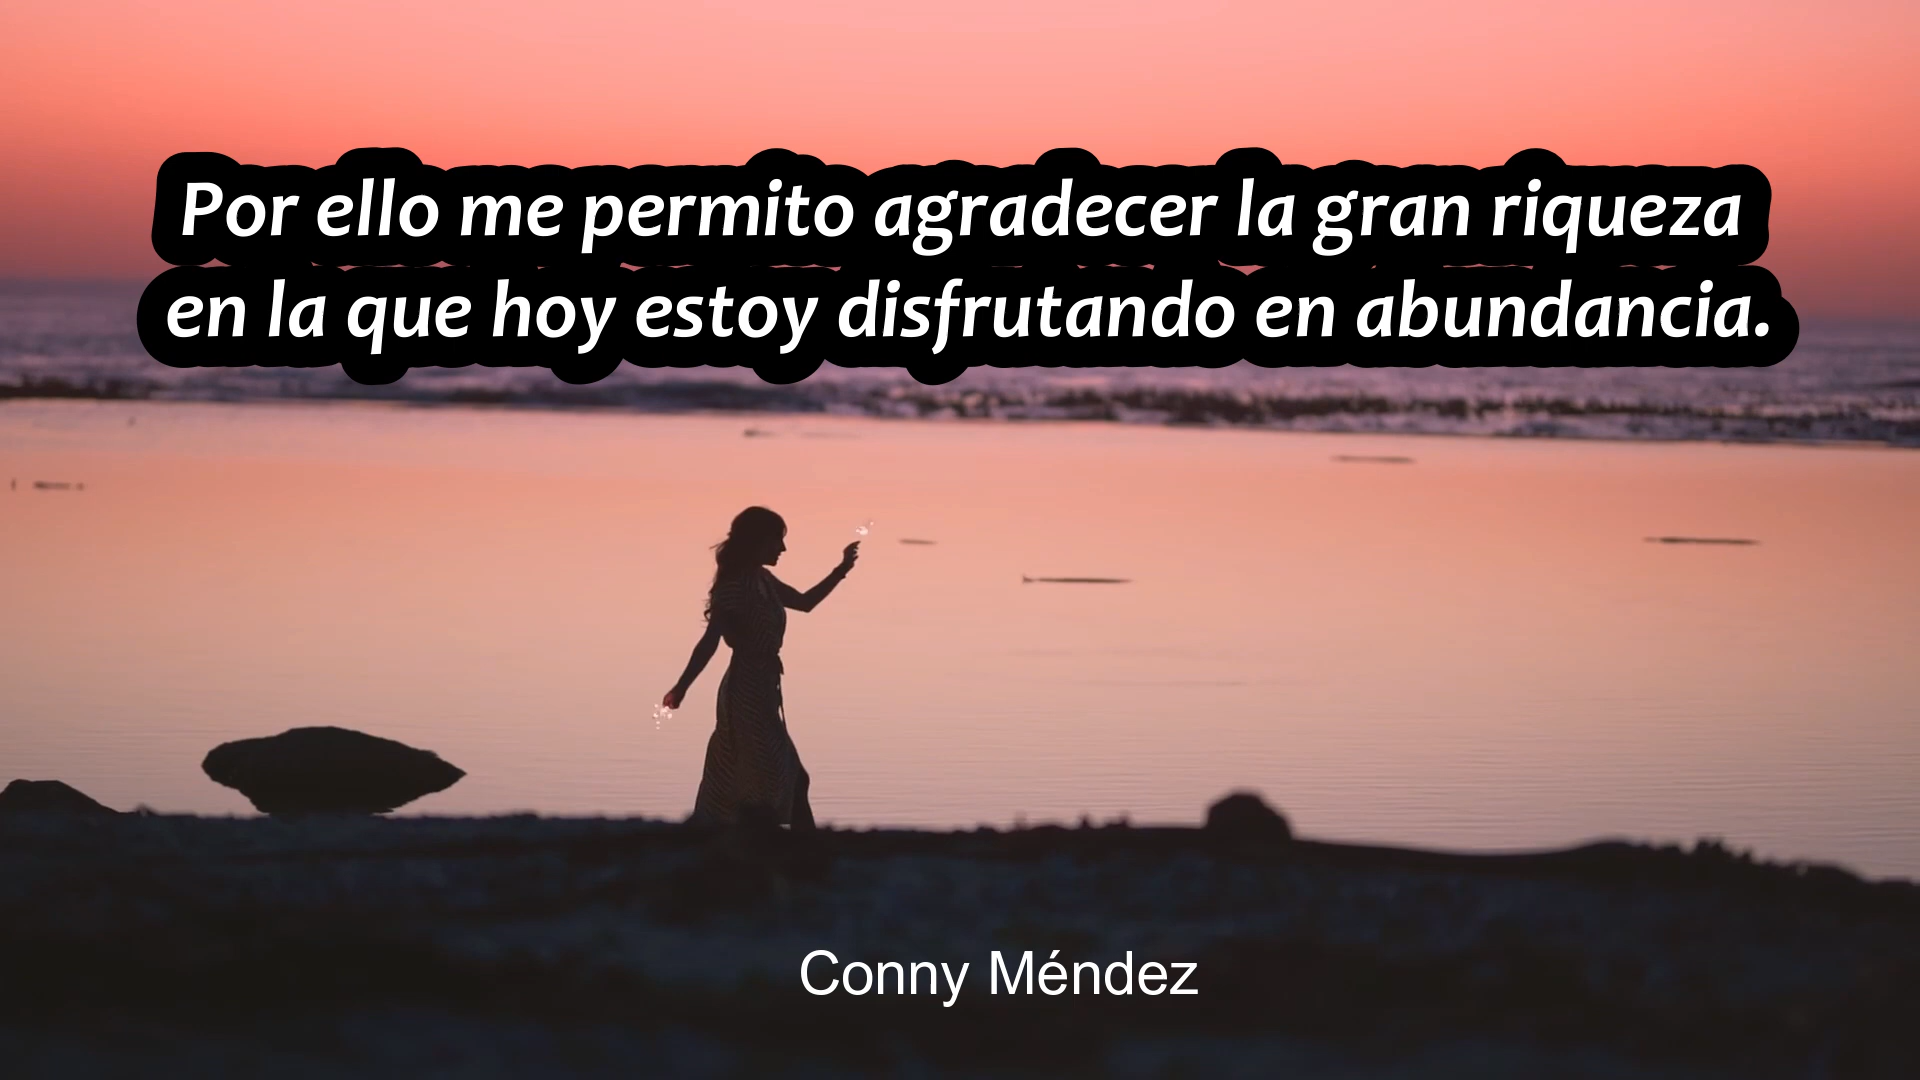 Por ello me permito agradecer la gran riqueza
en la que hoy estoy disfrutando en abundancia.
Conny Méndez